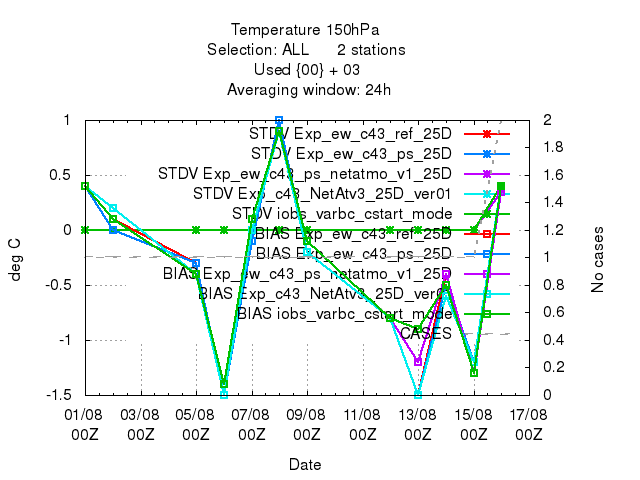 Temperature 150hPa
Selection: ALL 2 stations
Used {00} + 03
Averaging window: 24h
1
0.5
0
-0.5
-1
-1.5
deg C
2
1.8
1.6
1.4
1.2
1
0.8
0.6
0.4
0.2
0
No cases
STDV Exp_ew_c43_ref_25D
STDV Exp_ew_c43_ps_25D
STDV Exp_ew_c43_ps_netatmo_v1_25D
STDV Exp_c43_NetAtv3_25D_ver01
STDV iobs_varbc_cstart_mode
BIAS Exp_ew_c43_ref_25D
BIAS Exp_ew_c43_ps_25D
BIAS Exp_ew_c43_ps_netatmo_v1_25D
BIAS Exp_c43_NetAtv3_25D_ver01
BIAS iobs_varbc_cstart_mode
CASES
01/08 03/08 05/08 07/08 09/08 11/08 13/08 15/08 17/08
00Z 00Z 00Z 00Z 00Z 00Z 00Z 00Z 00Z
Date